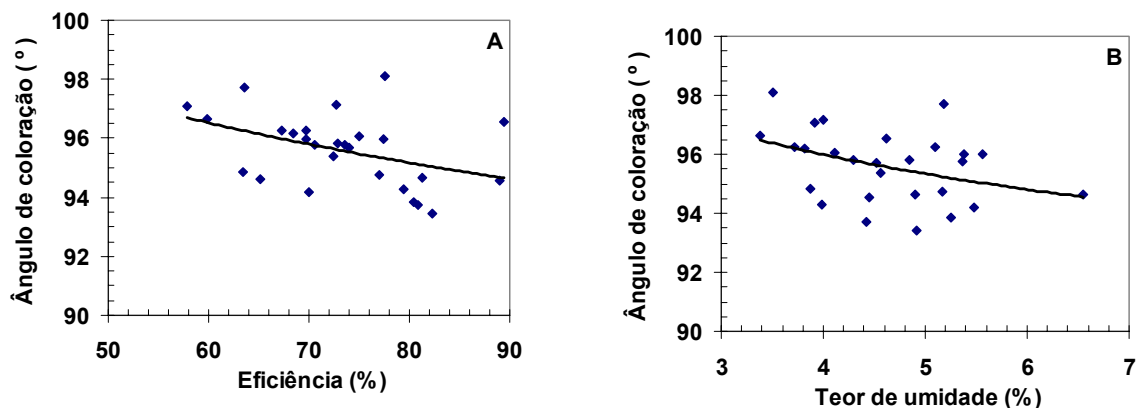 A
Ângulo de coloração ( º )
100
98
96
94
92
90
50 60 70 80 90
Eficiência (%)
B
Ângulo de coloração ( º )
100
98
96
94
92
90
3 4 5 6 7
Teor de umidade (%)